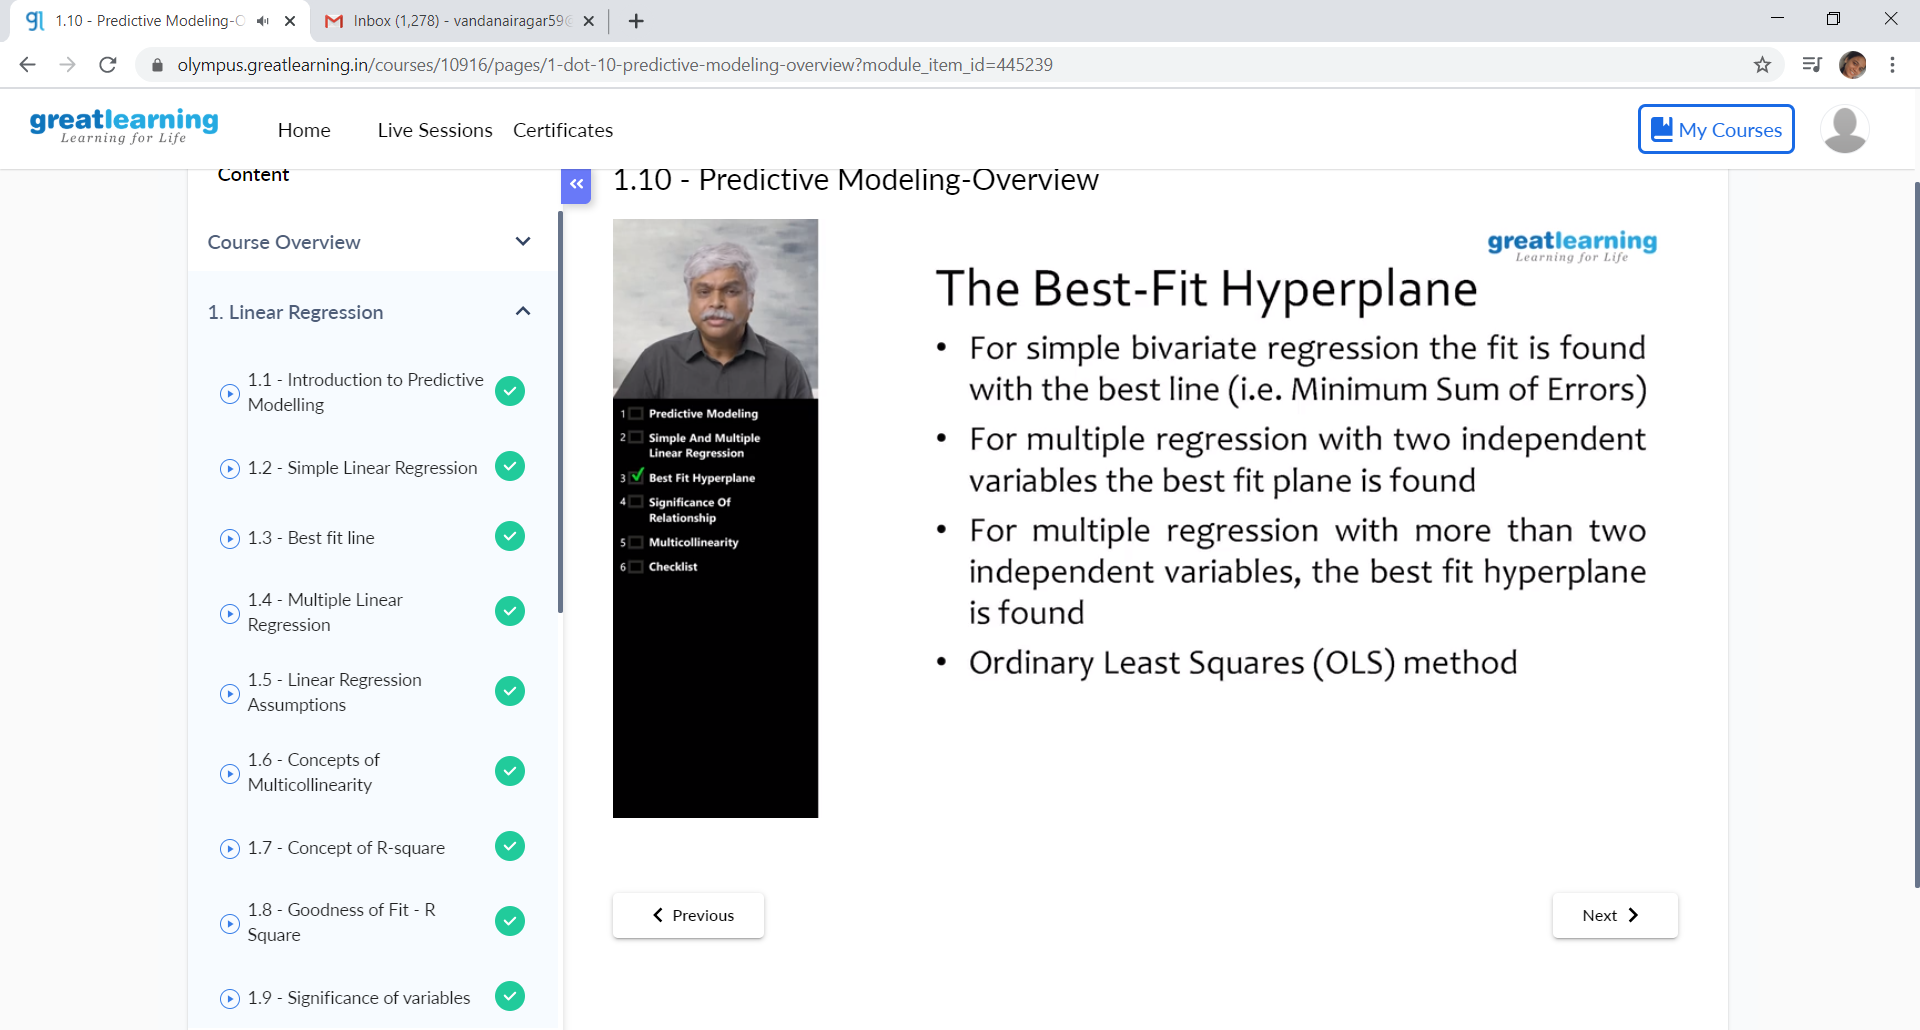 1.10 - Predictive Modeling-O
Inbox (1,278) - vandanairagar59@
olympus.greatlearning.in/courses/10916/pages/1-dot-10-predictive-modeling-overview?module_item_id=445239
greatlearning
Learning for Life
Home
Live Sessions
Certificates
My Courses
Content
Course Overview
1. Linear Regression
1.1 - Introduction to Predictive
Modelling
1.2 - Simple Linear Regression
1.3 - Best fit line
1.4 - Multiple Linear
Regression
1.5 - Linear Regression
Assumptions
1.6 - Concepts of
Multicollinearity
1.7 - Concept of R-square
1.8 - Goodness of Fit - R
Square
1.9 - Significance of variables
1.10 - Predictive Modeling-Overview
1 Predictive Modeling
2 Simple And Multiple
Linear Regression
3 Best Fit Hyperplane
4 Significance Of
Relationship
5 Multicollinearity
6 Checklist
greatlearning
Learning for Life
The Best-Fit Hyperplane
• For simple bivariate regression the fit is found
with the best line (i.e. Minimum Sum of Errors)
• For multiple regression with two independent
variables the best fit plane is found
• For multiple regression with more than two
independent variables, the best fit hyperplane
is found
• Ordinary Least Squares (OLS) method
Previous
Next